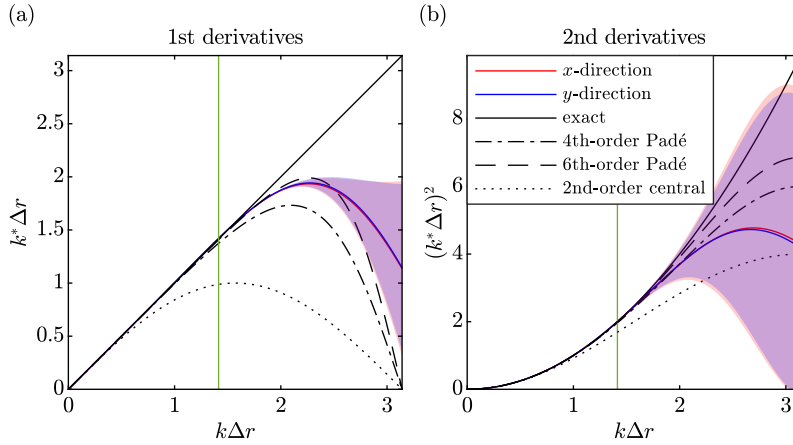 (a)
1st derivatives
3
2.5
2
1.5
1
0.5
0
0
1
2
3
k*Δr
kΔr
(b)
2nd derivatives
x-direction
y-direction
exact
4th-order Padé
6th-order Padé
2nd-order central
8
6
4
2
0
0
1
2
3
(k*Δr)²
kΔr